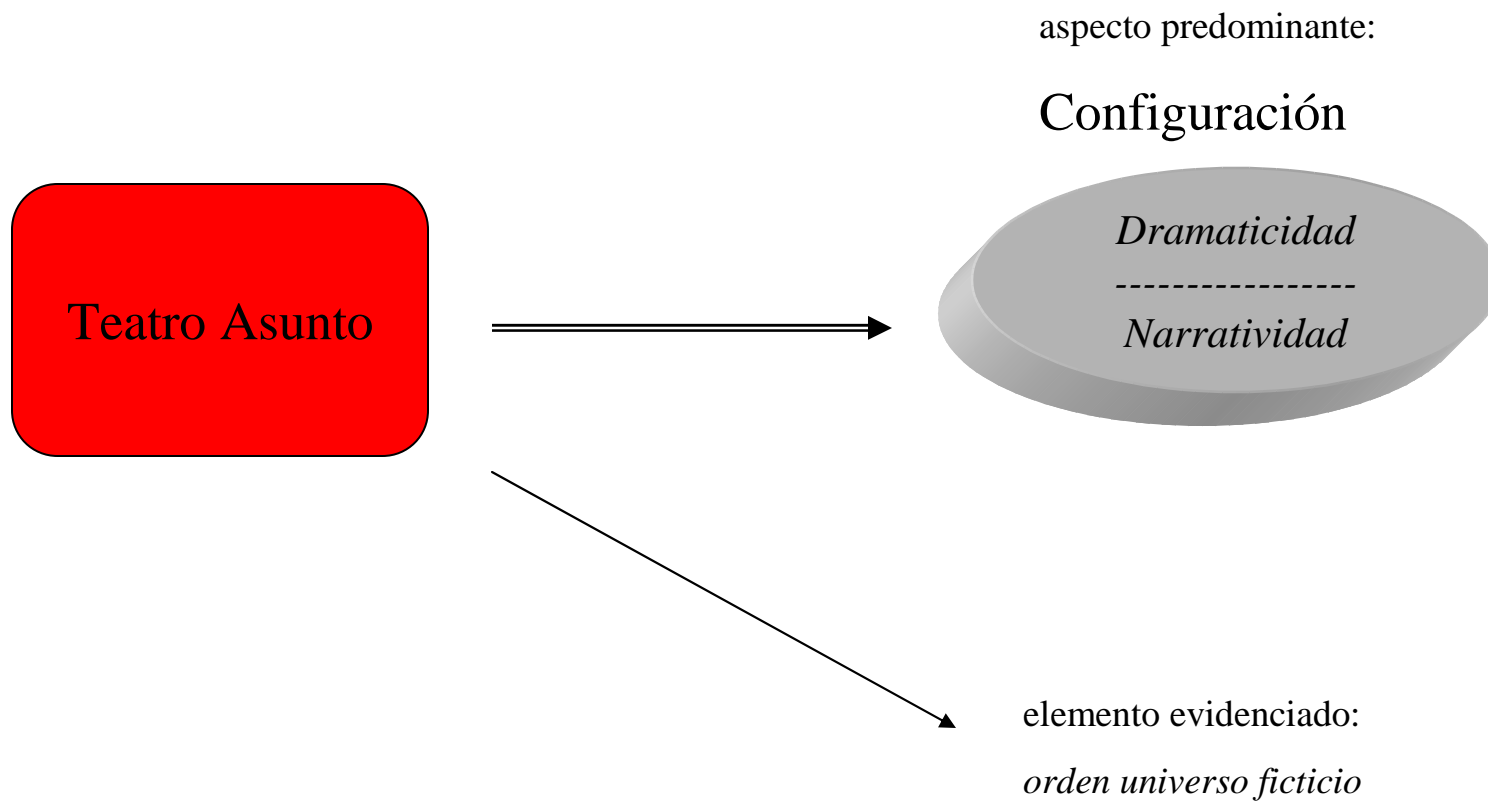 aspecto predominante:
Configuración
Dramaticidad
-----------------
Narratividad
Teatro Asunto
elemento evidenciado:
orden universo ficticio